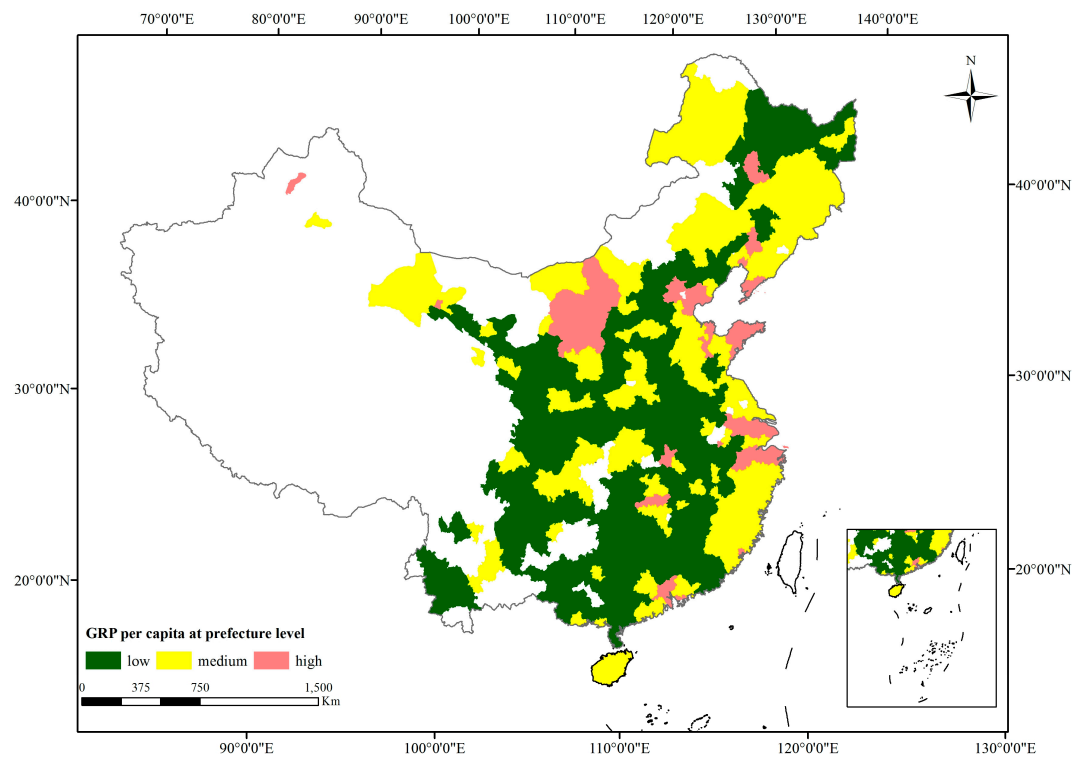 70°0'0"E 80°0'0"E 90°0'0"E 100°0'0"E 110°0'0"E 120°0'0"E 130°0'0"E 140°0'0"E
N
40°0'0"N 40°0'0"N
30°0'0"N 30°0'0"N
20°0'0"N 20°0'0"N
GRP per capita at prefecture level
low medium high
0 375 750 1,500
Km
90°0'0"E 100°0'0"E 110°0'0"E 120°0'0"E 130°0'0"E